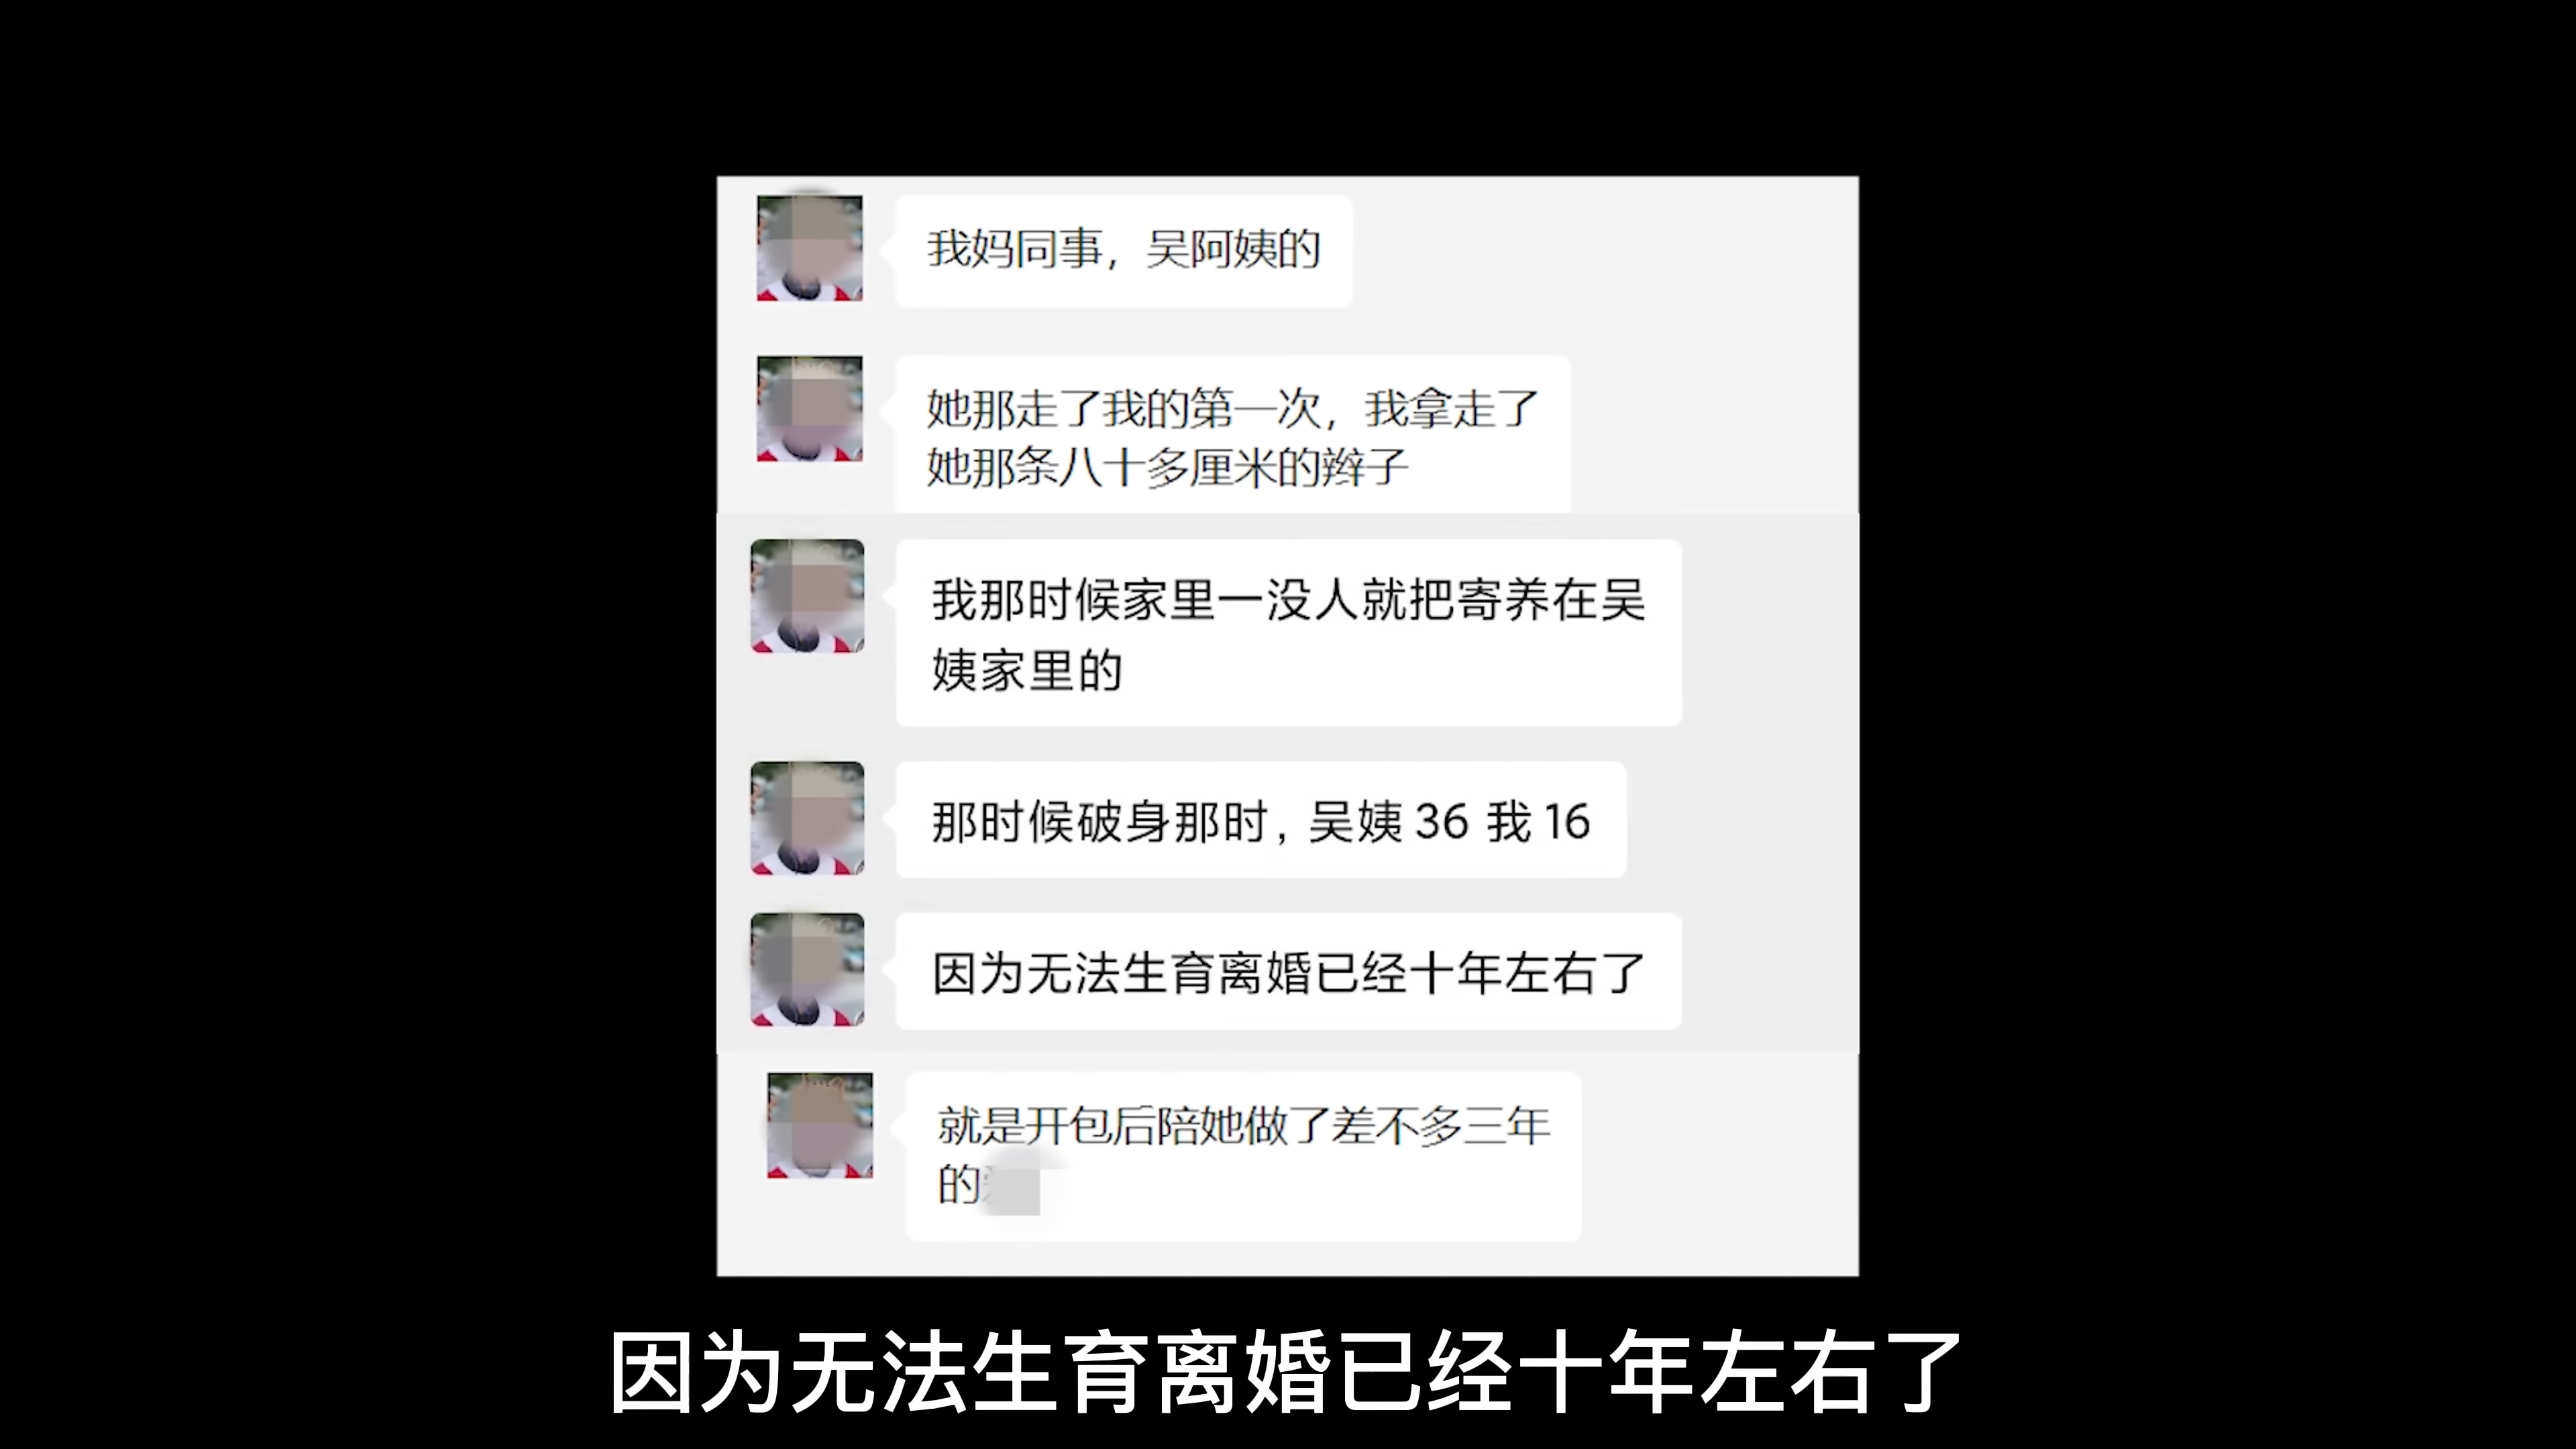 我妈同事，吴阿姨的
她那走了我的第一次，我拿走了
她那条八十多厘米的辫子
我那时候家里一没人就把寄养在吴
姨家里的
那时候破身那时，吴姨 36 我 16
因为无法生育离婚已经十年左右了
就是开包后陪她做了差不多三年
的
因为无法生育离婚已经十年左右了